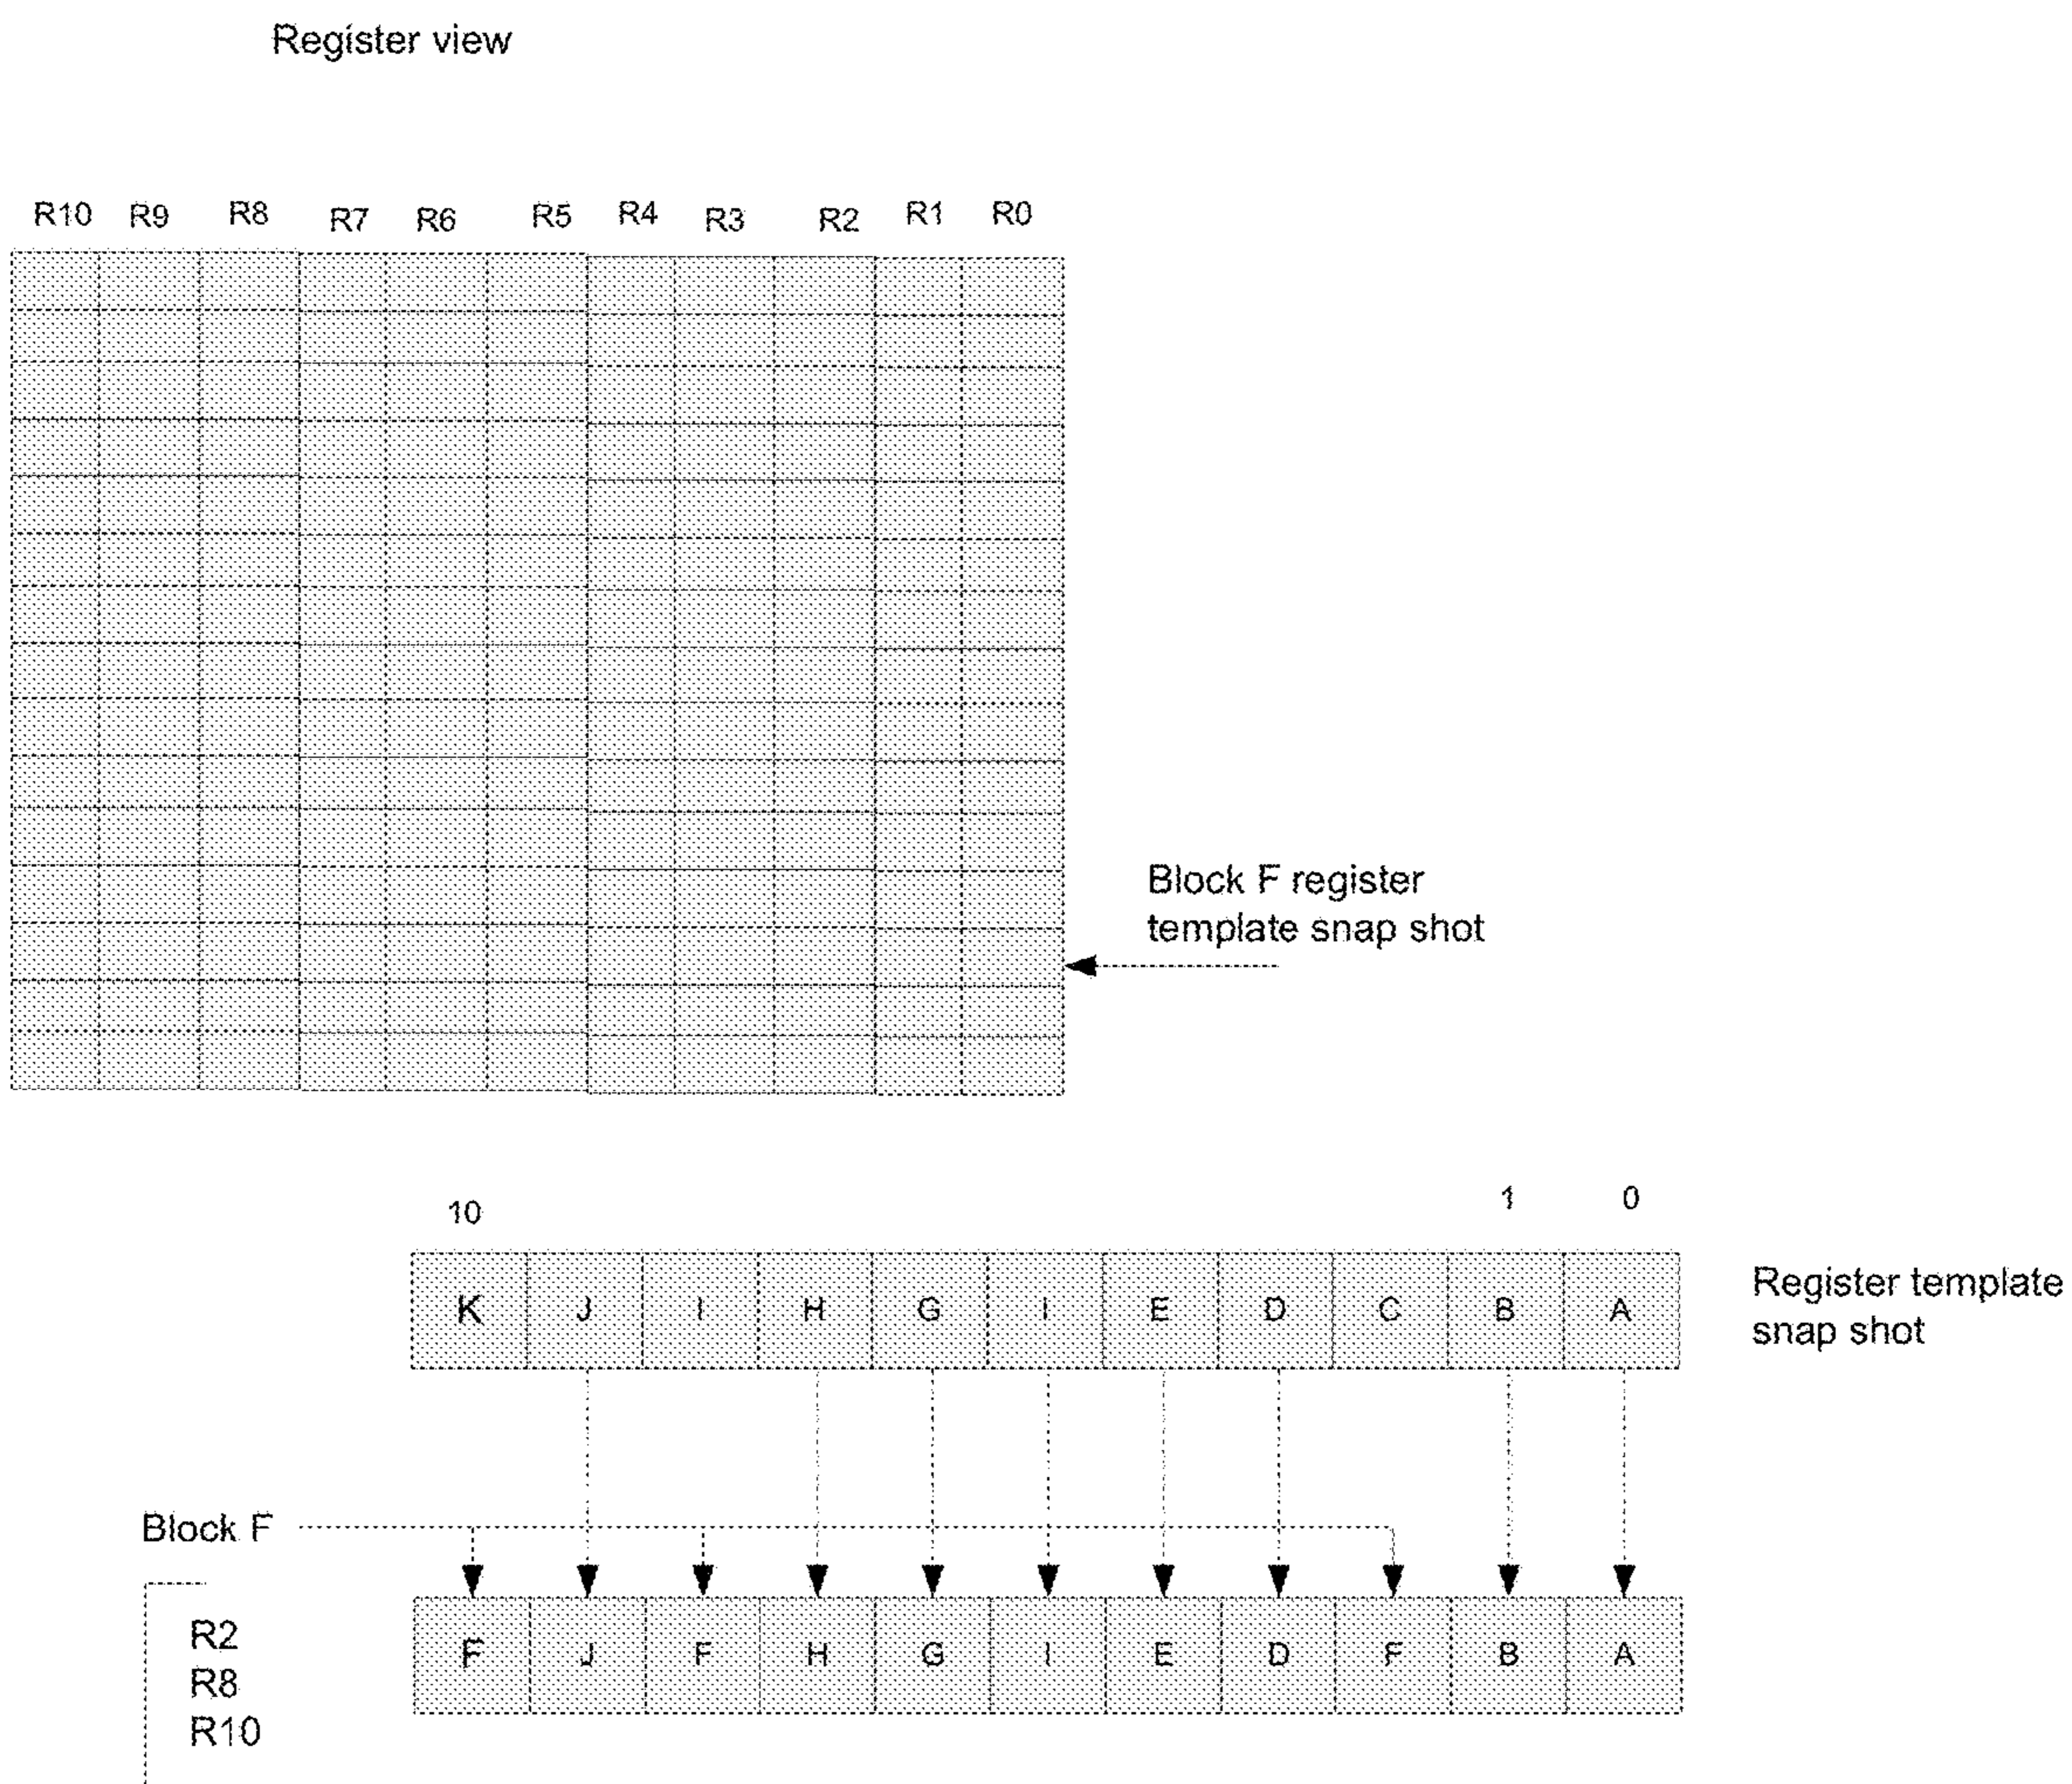 Register view
R10 R9 R8 R7 R6 R5 R4 R3 R2 R1 R0
Block F register
template snap shot
10 1 0
K J I H G I E D C B A
Register template
snap shot
Block F
F J F H G I E D F B A
R2
R8
R10